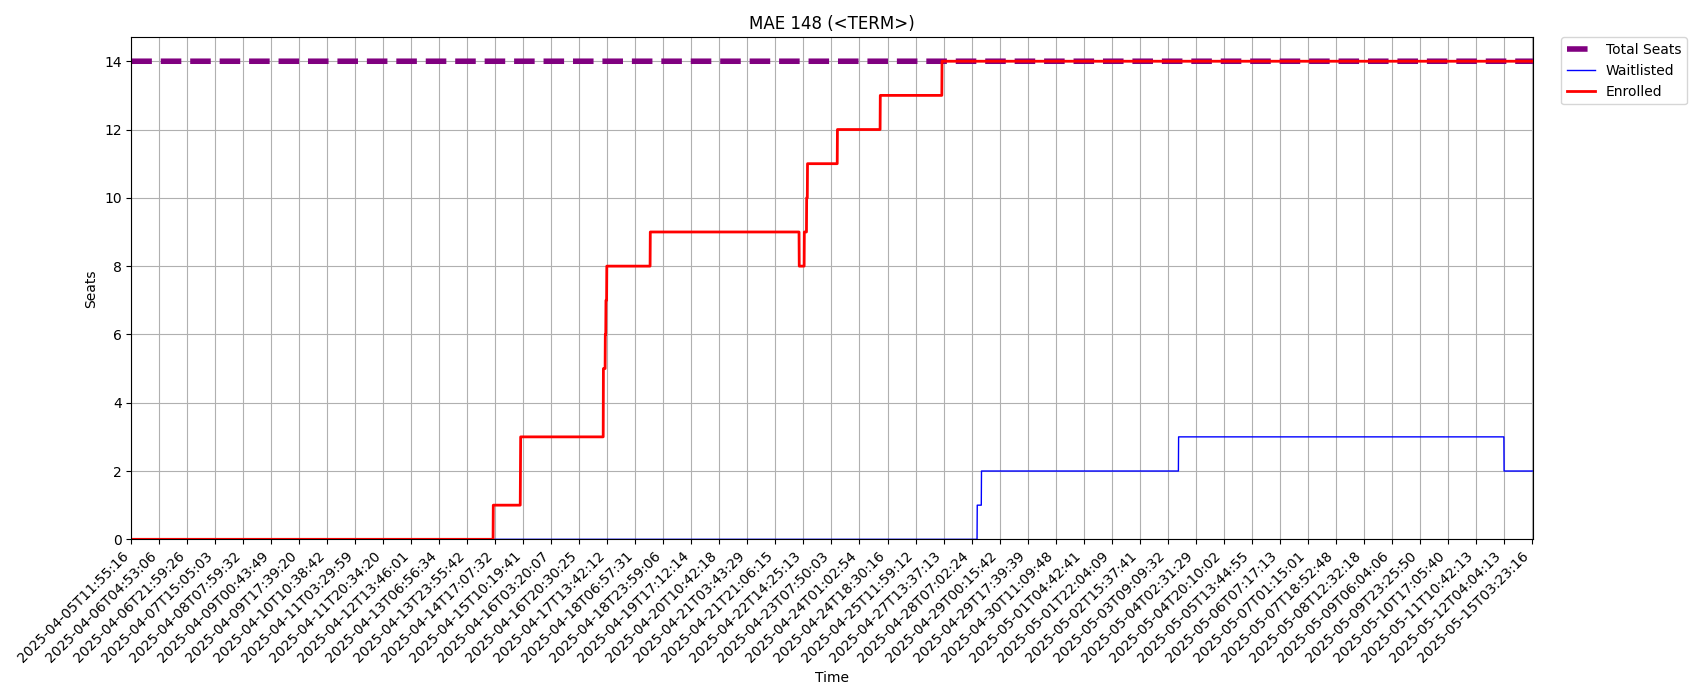 MAE 148 (<TERM>)
Total Seats
Waitlisted
Enrolled
Seats
14
12
10
8
6
4
2
0
2025-04-05T11:55:16
2025-04-06T04:53:06
2025-04-06T21:59:26
2025-04-07T15:05:03
2025-04-08T07:59:32
2025-04-09T00:43:49
2025-04-09T17:39:20
2025-04-10T10:38:42
2025-04-11T03:29:59
2025-04-11T20:34:20
2025-04-12T13:46:01
2025-04-13T06:56:34
2025-04-13T23:55:42
2025-04-14T17:07:32
2025-04-15T10:19:41
2025-04-16T03:20:07
2025-04-16T20:30:25
2025-04-17T13:42:12
2025-04-18T06:57:31
2025-04-18T23:59:06
2025-04-19T17:12:14
2025-04-20T10:42:18
2025-04-21T03:43:29
2025-04-21T21:06:15
2025-04-22T14:25:13
2025-04-23T07:50:03
2025-04-24T01:02:54
2025-04-24T18:30:16
2025-04-25T11:59:12
2025-04-27T13:37:13
2025-04-28T07:02:24
2025-04-29T00:15:42
2025-04-29T17:39:39
2025-04-30T11:09:48
2025-05-01T04:42:41
2025-05-01T22:04:09
2025-05-02T15:37:41
2025-05-03T09:09:32
2025-05-04T02:31:29
2025-05-04T20:10:02
2025-05-05T13:44:55
2025-05-06T07:17:13
2025-05-07T01:15:01
2025-05-07T18:52:48
2025-05-08T12:32:18
2025-05-09T06:04:06
2025-05-09T23:25:50
2025-05-10T17:05:40
2025-05-11T10:42:13
2025-05-12T04:04:13
2025-05-15T03:23:16
Time